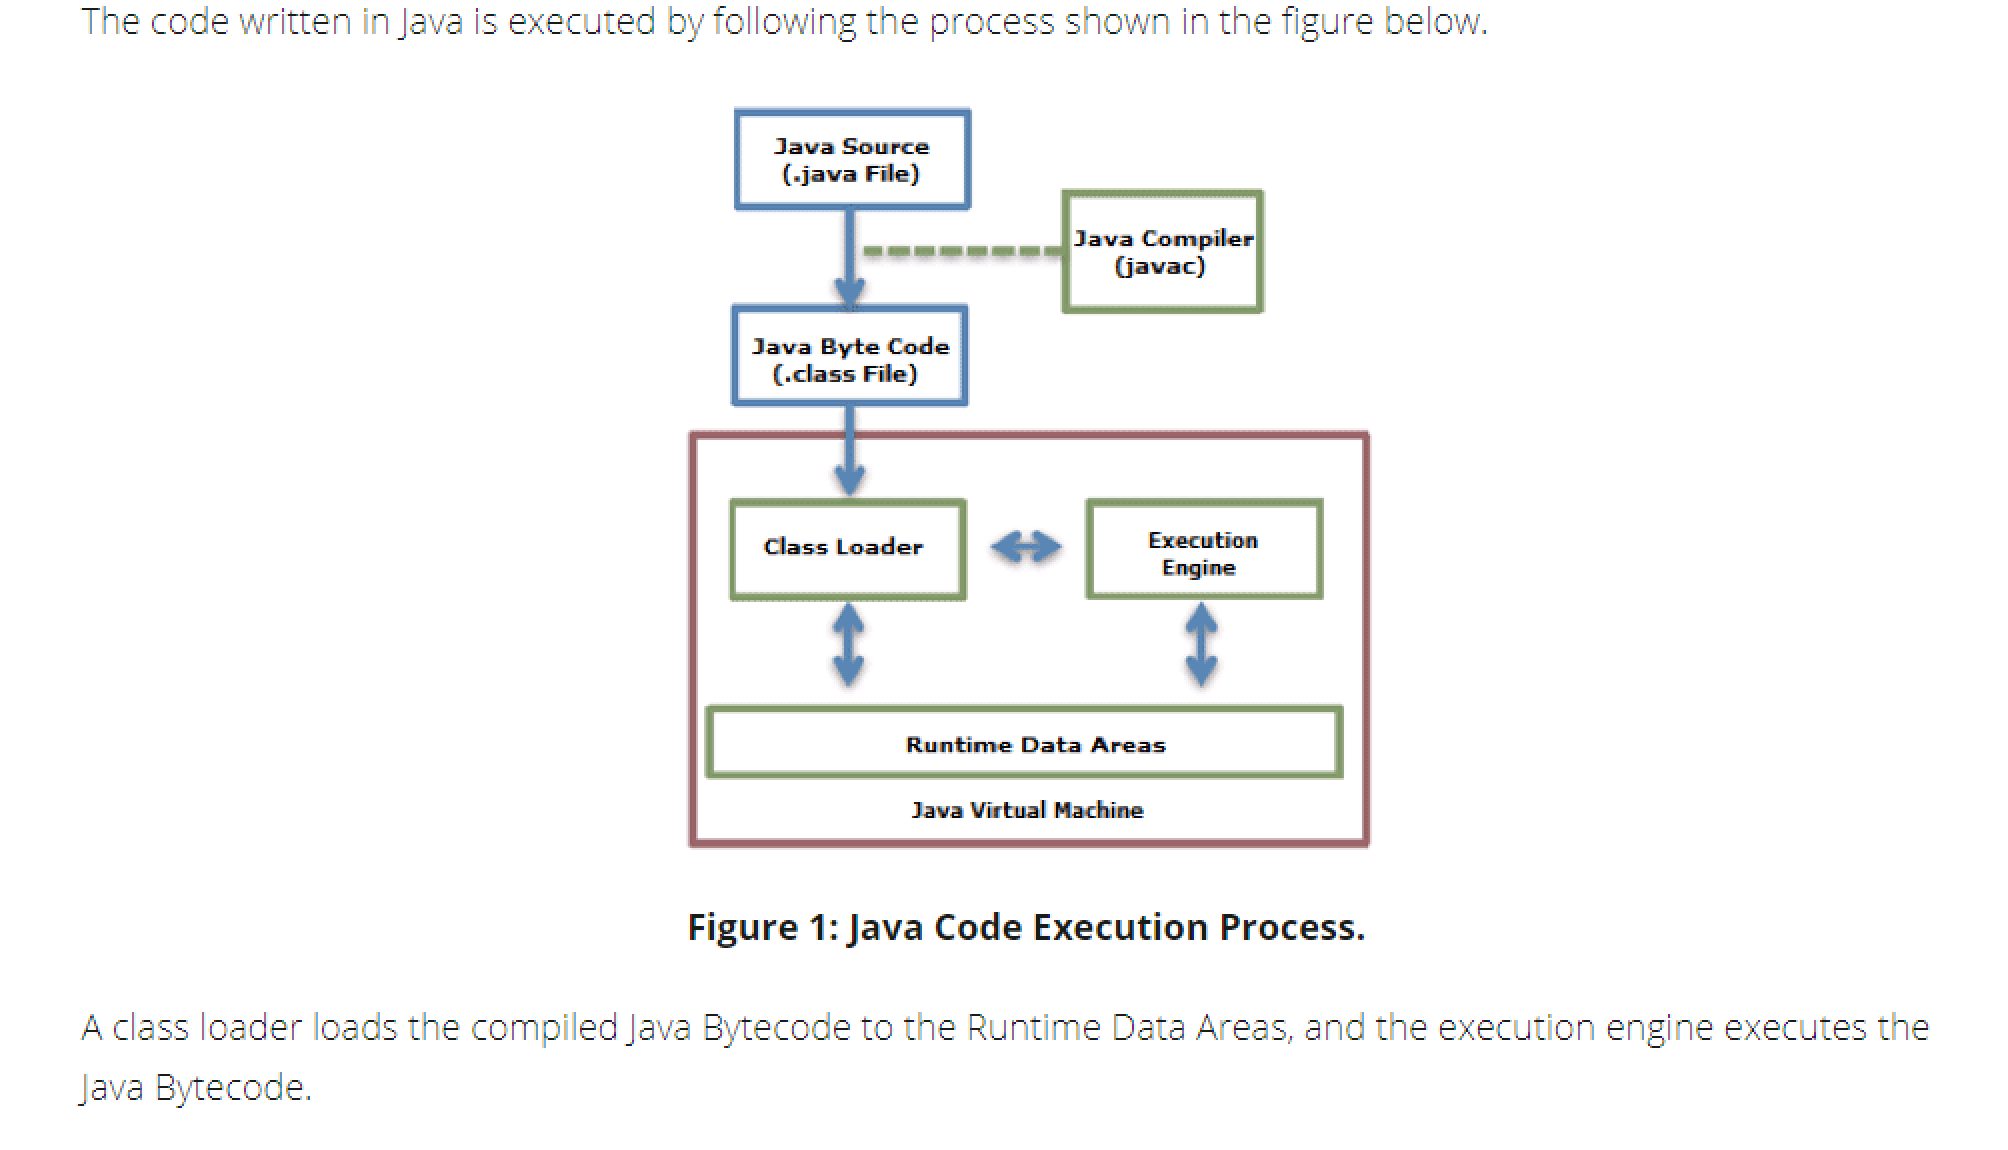 The code written in Java is executed by following the process shown in the figure below.
Java Source
(.java File)
Java Compiler
(javac)
Java Byte Code
(.class File)
Class Loader
Execution
Engine
Runtime Data Areas
Java Virtual Machine
Figure 1: Java Code Execution Process.
A class loader loads the compiled Java Bytecode to the Runtime Data Areas, and the execution engine executes the
Java Bytecode.